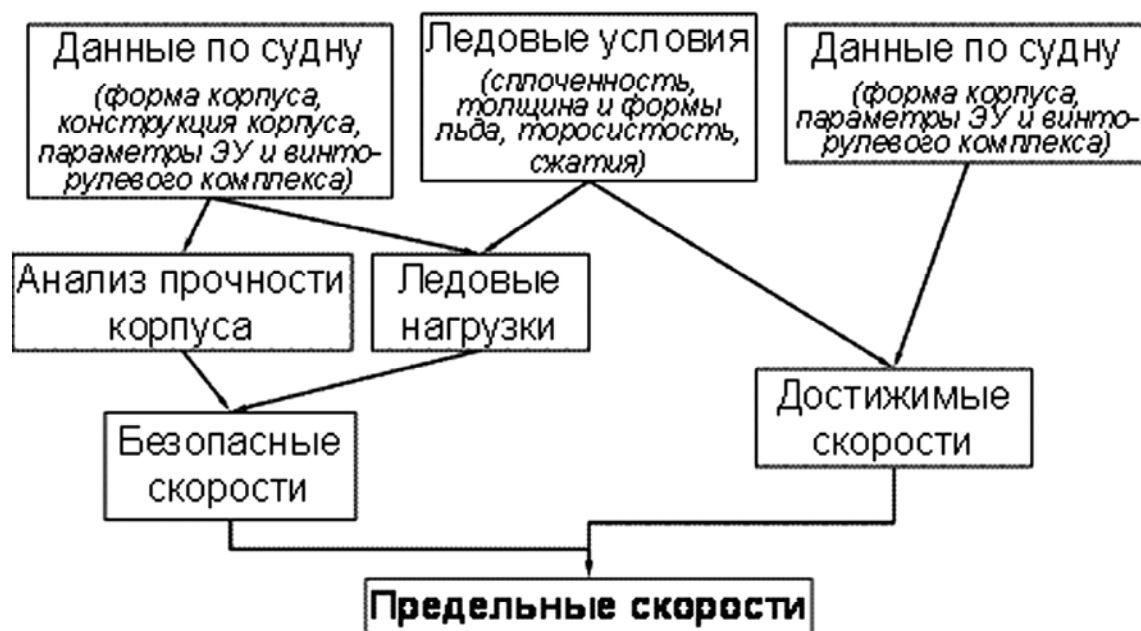 Данные по судну
(форма корпуса,
конструкция корпуса,
параметры ЭУ и винто-
рулевого комплекса)
Ледовые условия
(сплоченность,
толщина и формы
льда, торосистость,
сжатия)
Данные по судну
(форма корпуса,
параметры ЭУ и винто-
рулевого комплекса)
Анализ прочности
корпуса
Ледовые
нагрузки
Достижимые
скорости
Безопасные
скорости
Предельные скорости